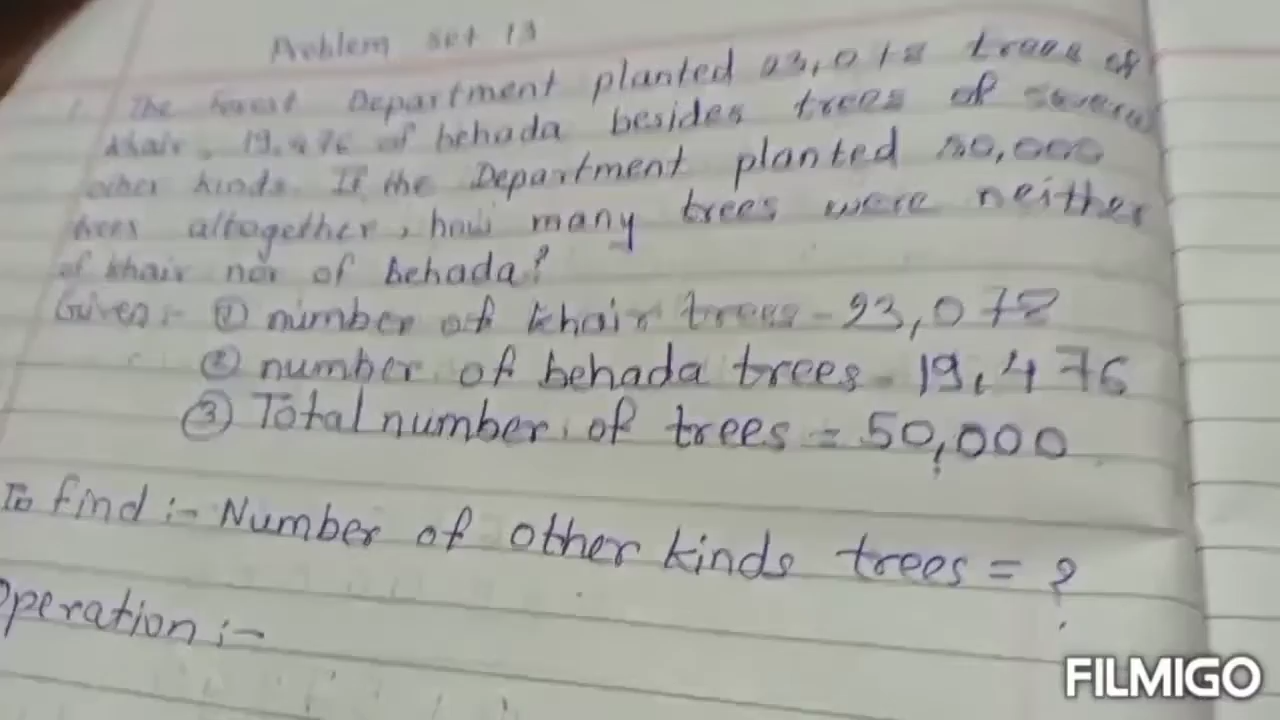 Problem set 13
1. The Forest Department planted 23,078 trees of
khair, 19,476 of behada besides trees of several
other kinds. If the Department planted 50,000
trees altogether, how many trees were neither
of khair nor of behada?
Given :- ① number of khair trees - 23,078
② number of behada trees - 19,476
③ Total number of trees = 50,000
To find :- Number of other kinds trees = ?
Operation :-
FILMIGO